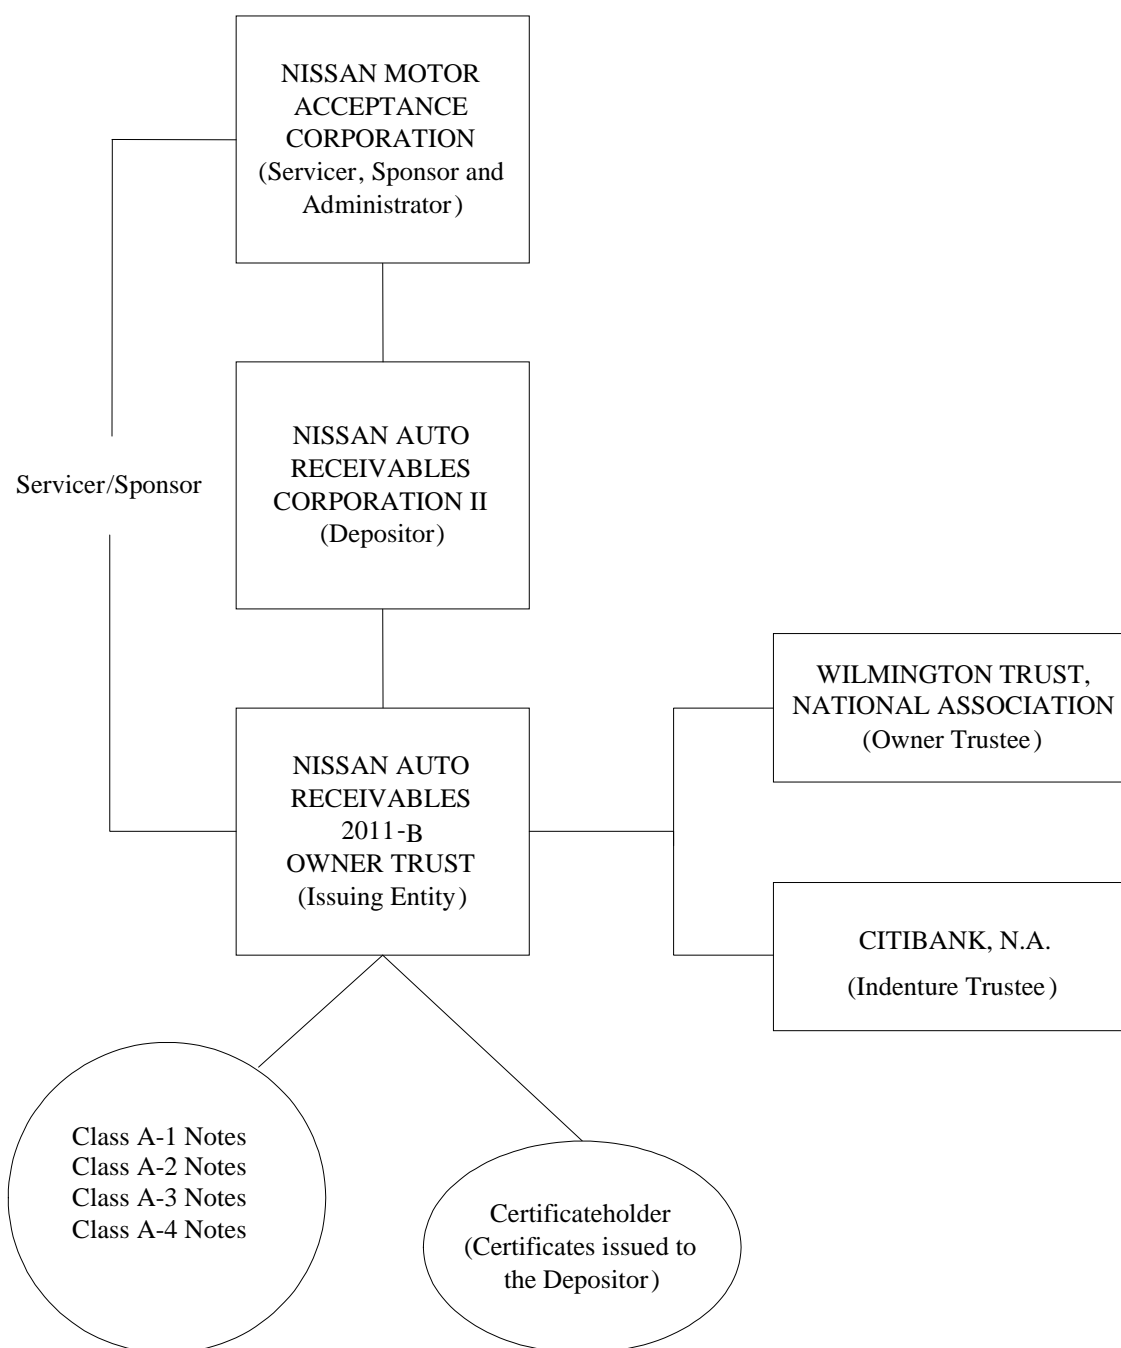 NISSAN MOTOR
ACCEPTANCE
CORPORATION
(Servicer, Sponsor and
Administrator)
Servicer/Sponsor
NISSAN AUTO
RECEIVABLES
CORPORATION II
(Depositor)
NISSAN AUTO
RECEIVABLES
2011-B
OWNER TRUST
(Issuing Entity)
WILMINGTON TRUST,
NATIONAL ASSOCIATION
(Owner Trustee)
CITIBANK, N.A.
(Indenture Trustee)
Class A-1 Notes
Class A-2 Notes
Class A-3 Notes
Class A-4 Notes
Certificateholder
(Certificates issued to
the Depositor)